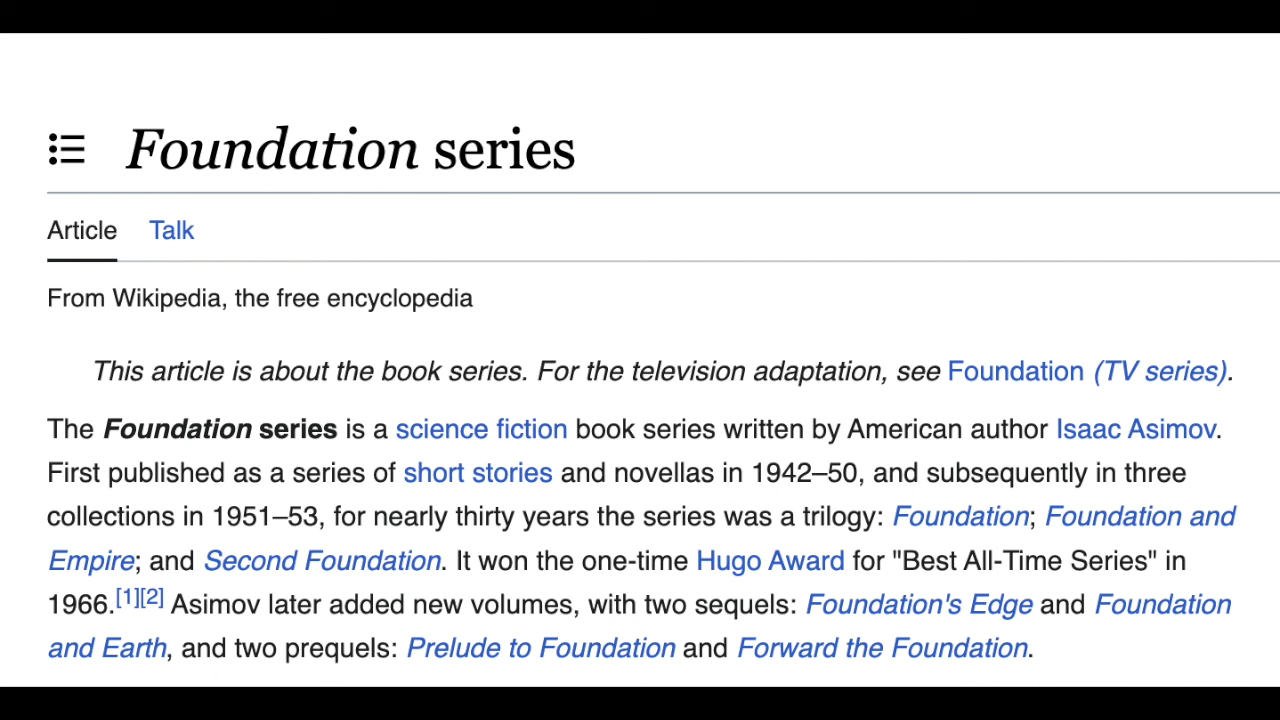 Foundation series
Article Talk
From Wikipedia, the free encyclopedia
This article is about the book series. For the television adaptation, see Foundation (TV series).
The Foundation series is a science fiction book series written by American author Isaac Asimov.
First published as a series of short stories and novellas in 1942–50, and subsequently in three
collections in 1951–53, for nearly thirty years the series was a trilogy: Foundation; Foundation and
Empire; and Second Foundation. It won the one-time Hugo Award for "Best All-Time Series" in
1966.[1][2] Asimov later added new volumes, with two sequels: Foundation's Edge and Foundation
and Earth, and two prequels: Prelude to Foundation and Forward the Foundation.